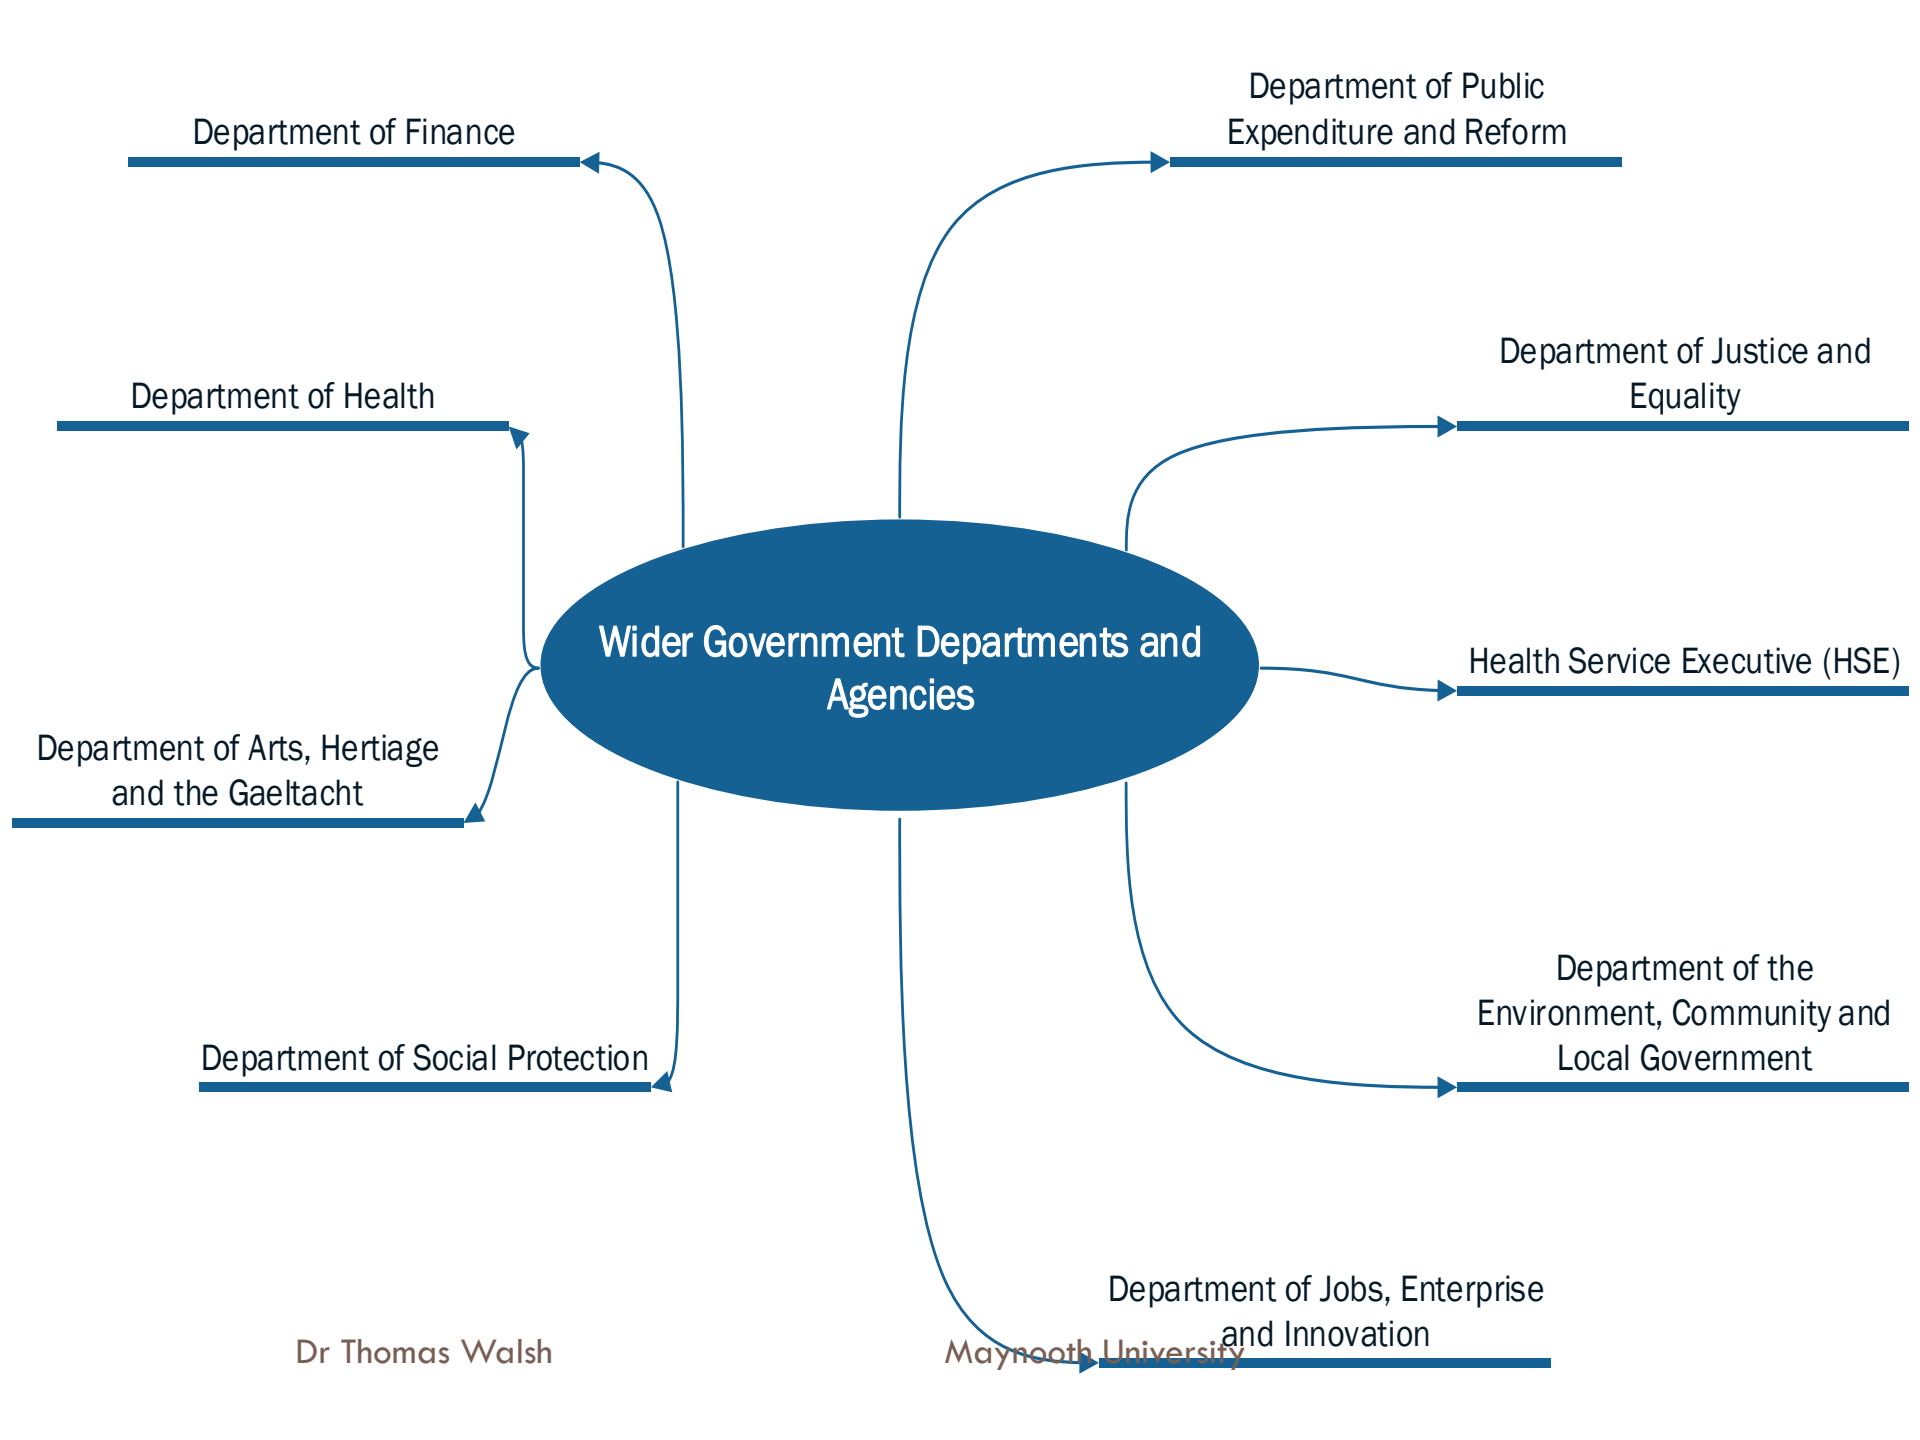 Department of Finance
Department of Public
Expenditure and Reform
Department of Health
Department of Justice and
Equality
Wider Government Departments and
Agencies
Health Service Executive (HSE)
Department of Arts, Hertiage
and the Gaeltacht
Department of Social Protection
Department of the
Environment, Community and
Local Government
Department of Jobs, Enterprise
and Innovation
Dr Thomas Walsh
Maynooth University